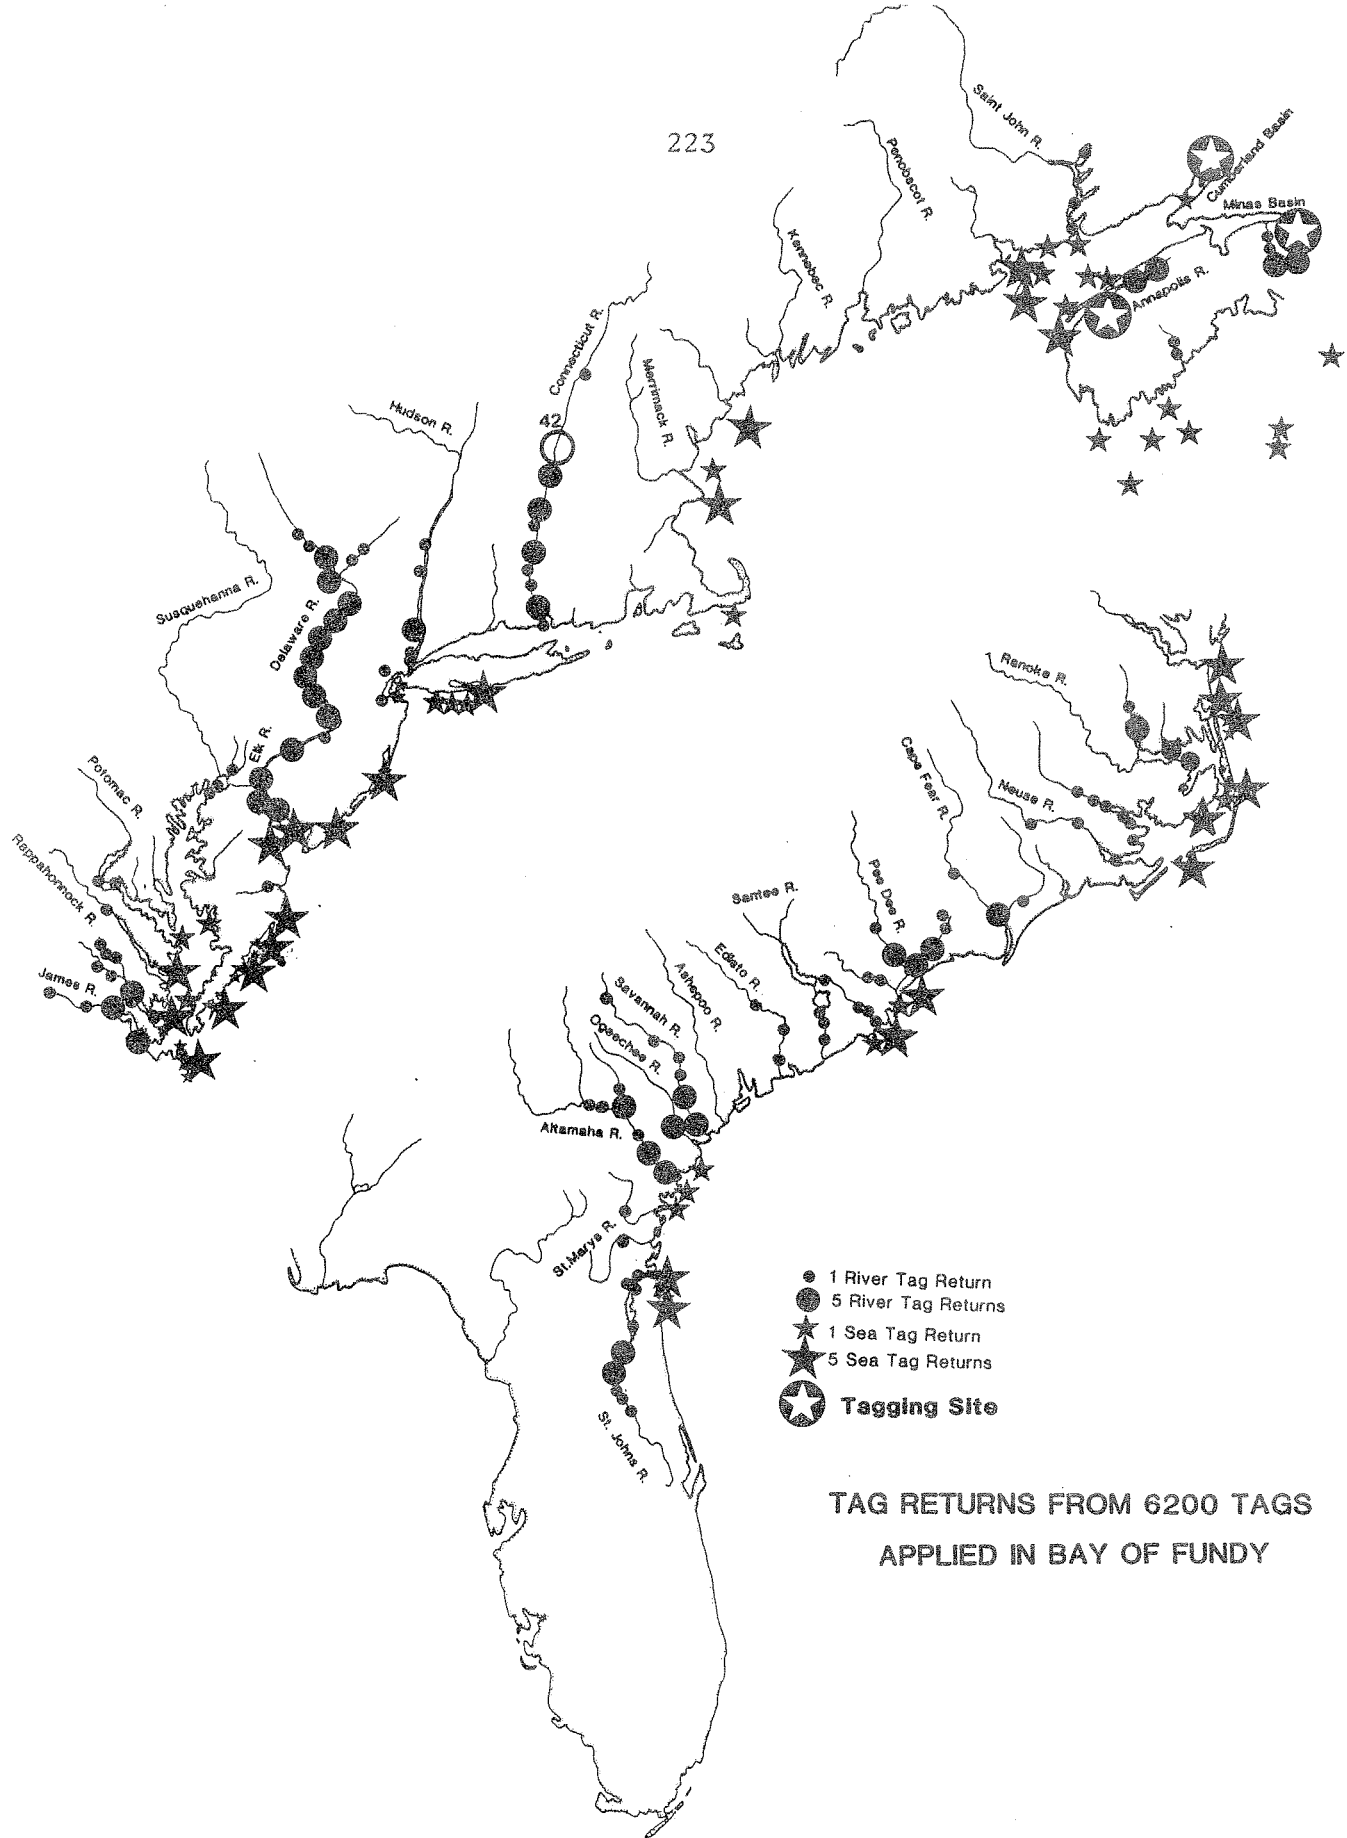 223
Saint John R.
Cumberland Basin
Minas Basin
Penobscot R.
Kennebec R.
Annapolis R.
Connecticut R.
Merrimack R.
42
Hudson R.
Susquehanna R.
Delaware R.
Elk R.
Potomac R.
Rappahonnock R.
James R.
Ranoke R.
Cape Fear R.
Neuse R.
Pee Dee R.
Santee R.
Edisto R.
Ashepoo R.
Savannah R.
Ogeechee R.
Altamaha R.
St. Marys R.
St. Johns R.
1 River Tag Return
5 River Tag Returns
1 Sea Tag Return
5 Sea Tag Returns
Tagging Site
TAG RETURNS FROM 6200 TAGS
APPLIED IN BAY OF FUNDY